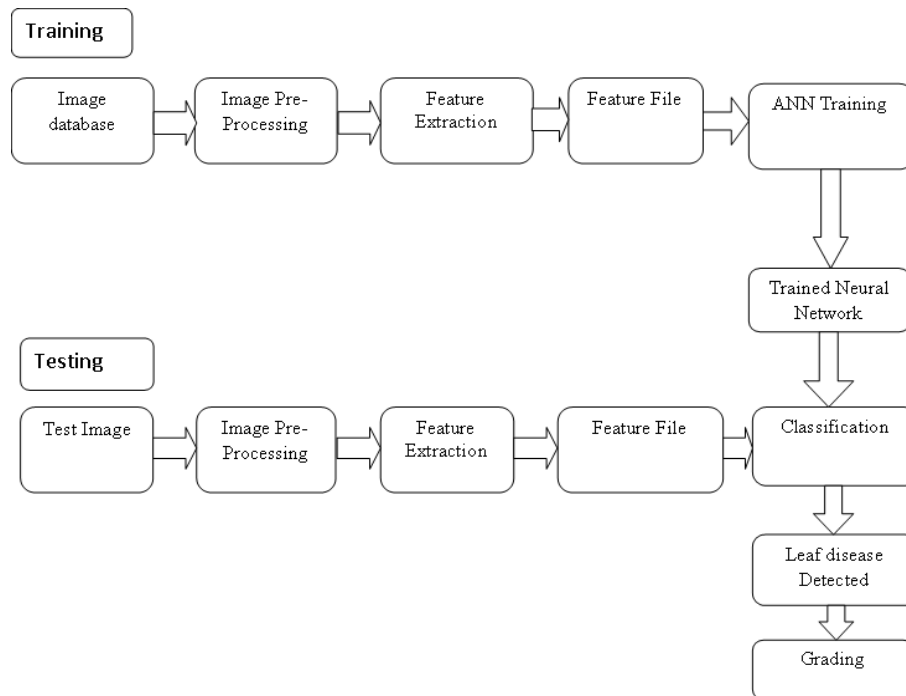 Training
Image
database
Image Pre-
Processing
Feature
Extraction
Feature File
ANN Training
Trained Neural
Network
Testing
Test Image
Image Pre-
Processing
Feature
Extraction
Feature File
Classification
Leaf disease
Detected
Grading